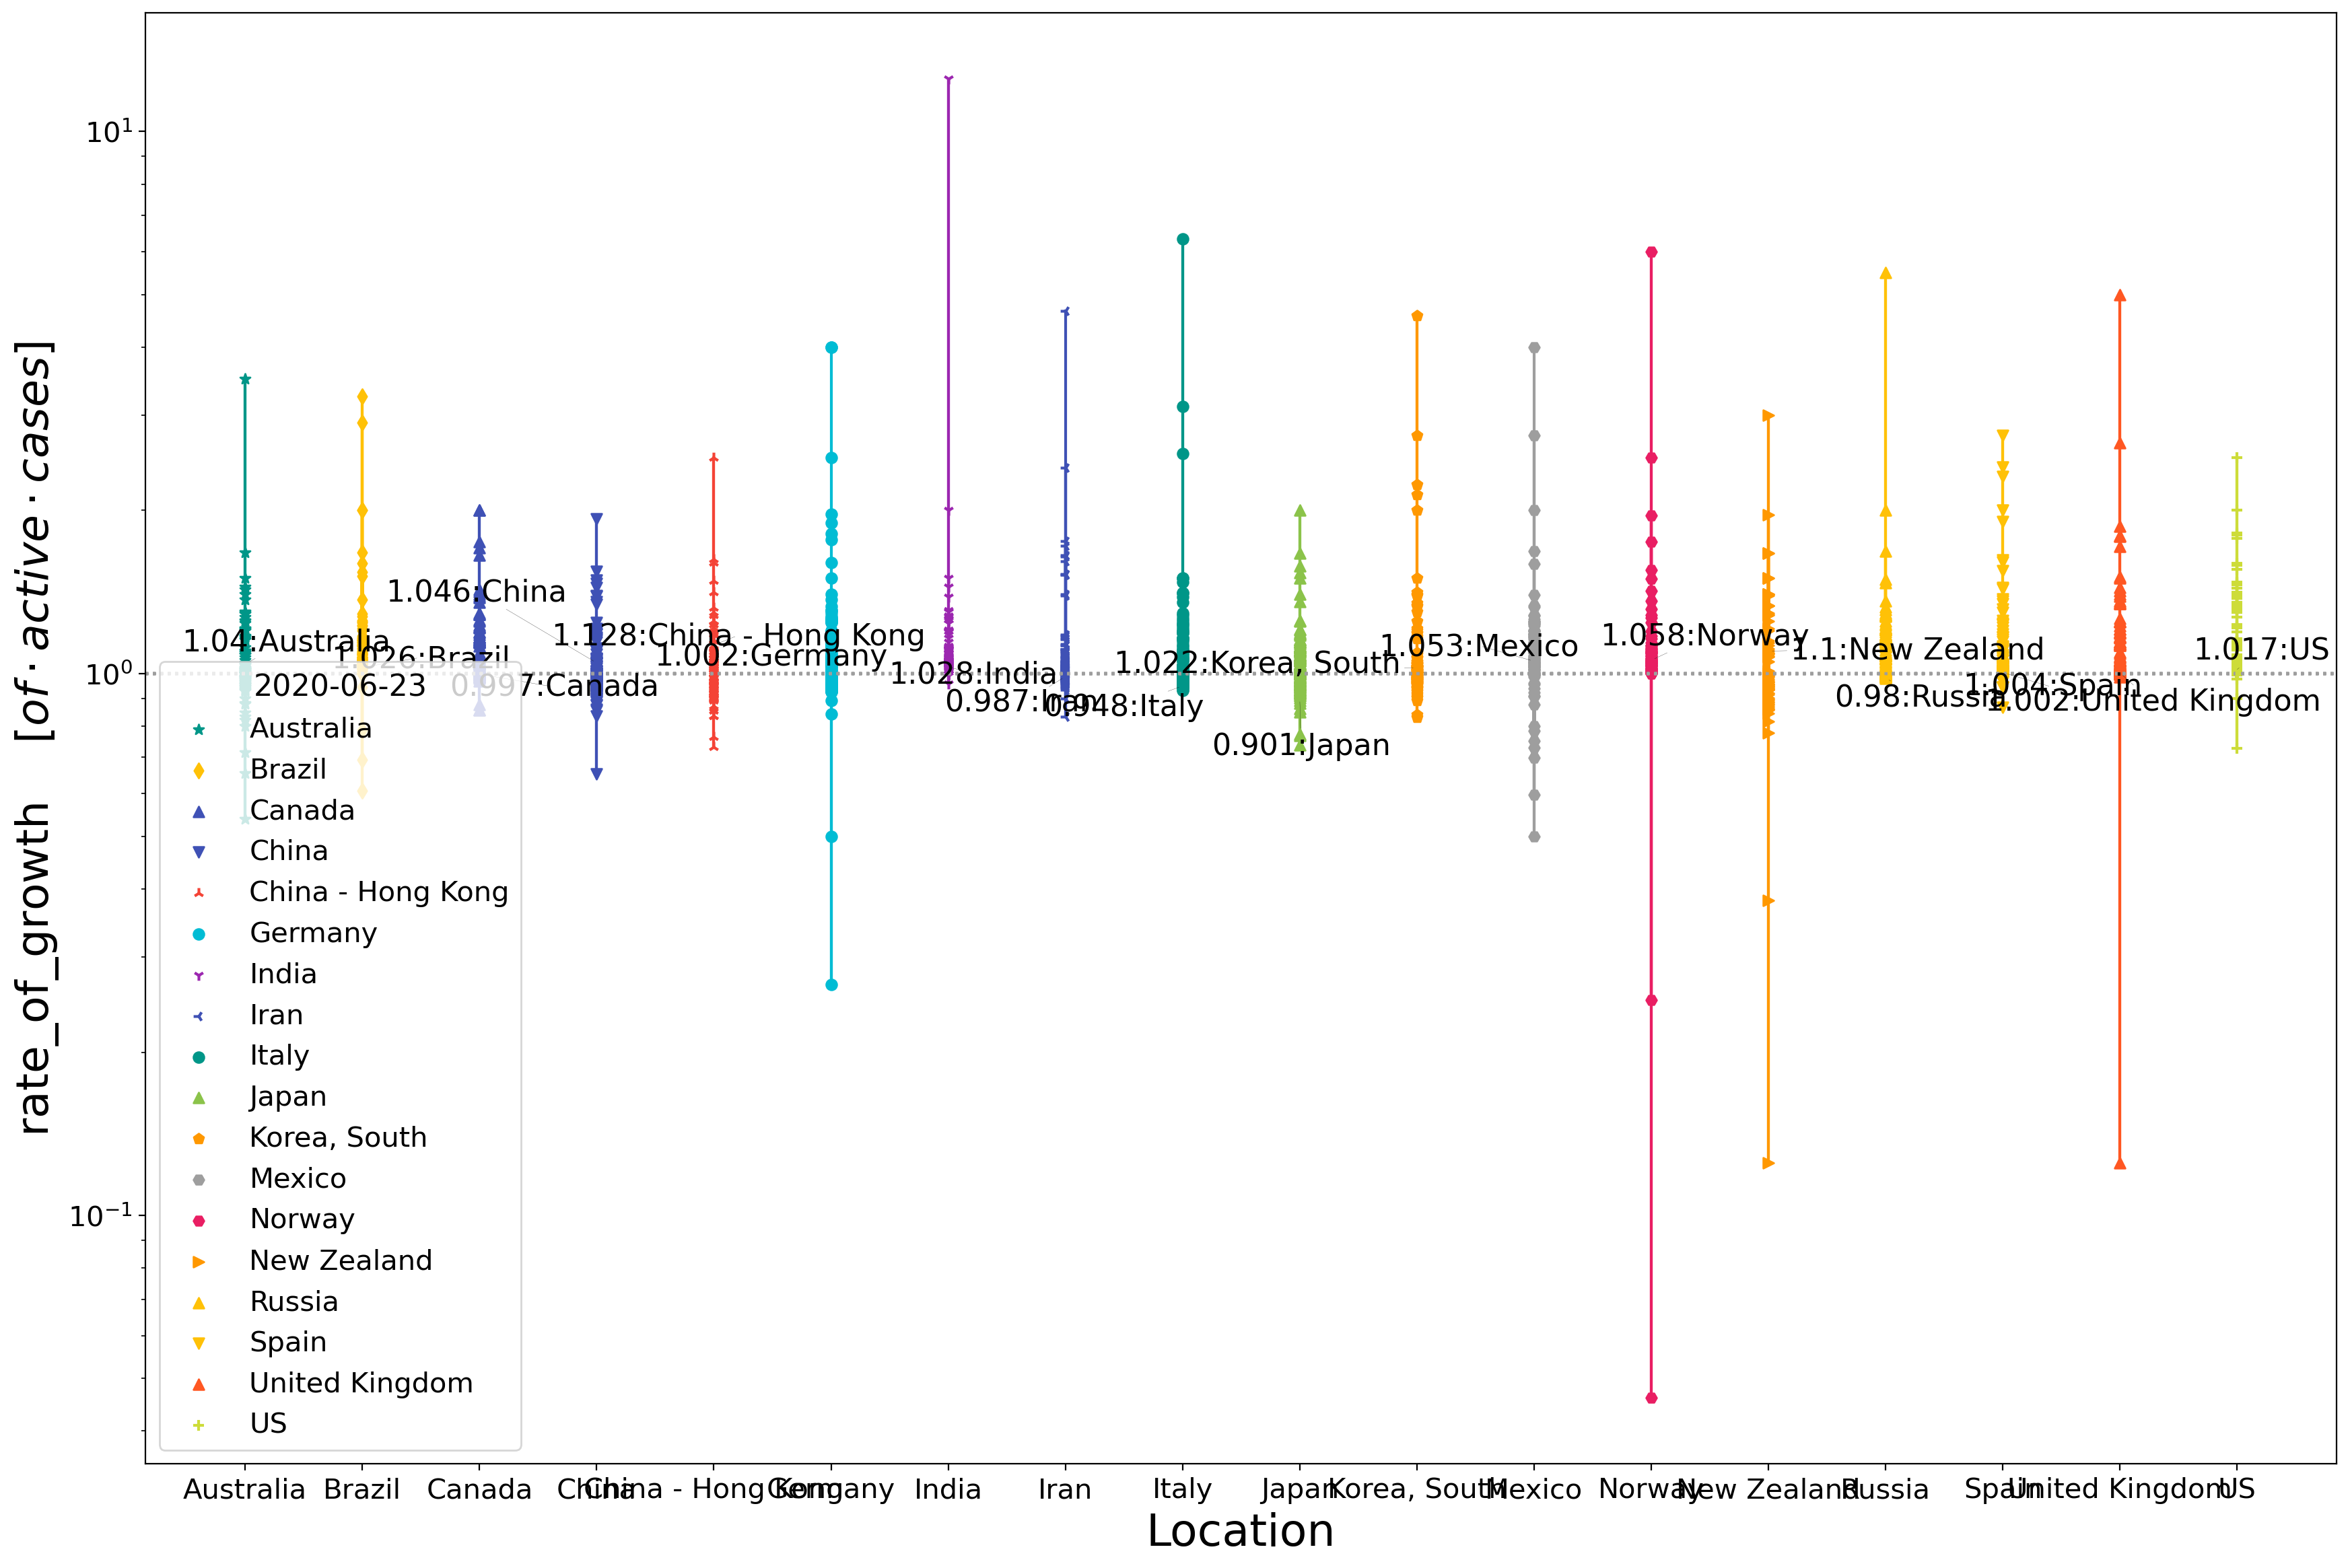 10¹
10⁰
10⁻¹
rate_of_growth [of · active · cases]
1.04:Australia
1.026:Brazil
0.997:Canada
1.046:China
1.128:China - Hong Kong
1.002:Germany
1.028:India
0.987:Iran
0.948:Italy
0.901:Japan
1.022:Korea, South
1.053:Mexico
1.058:Norway
1.1:New Zealand
0.98:Russia
1.004:Spain
1.002:United Kingdom
1.017:US
2020-06-23
Australia
Brazil
Canada
China
China - Hong Kong
Germany
India
Iran
Italy
Japan
Korea, South
Mexico
Norway
New Zealand
Russia
Spain
United Kingdom
US
Australia Brazil Canada China China - Hong Kong Germany India Iran Italy Japan Korea, South Mexico Norway New Zealand Russia Spain United Kingdom US
Location